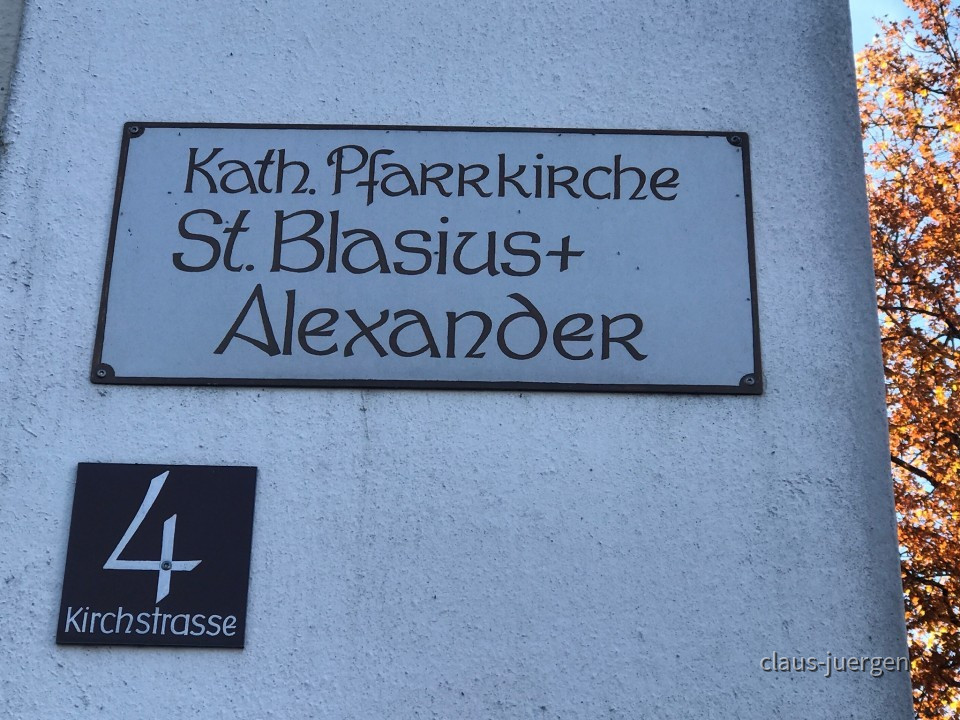 Kath. Pfarrkirche
St. Blasius+
Alexander
4
Kirchstrasse
claus-juergen